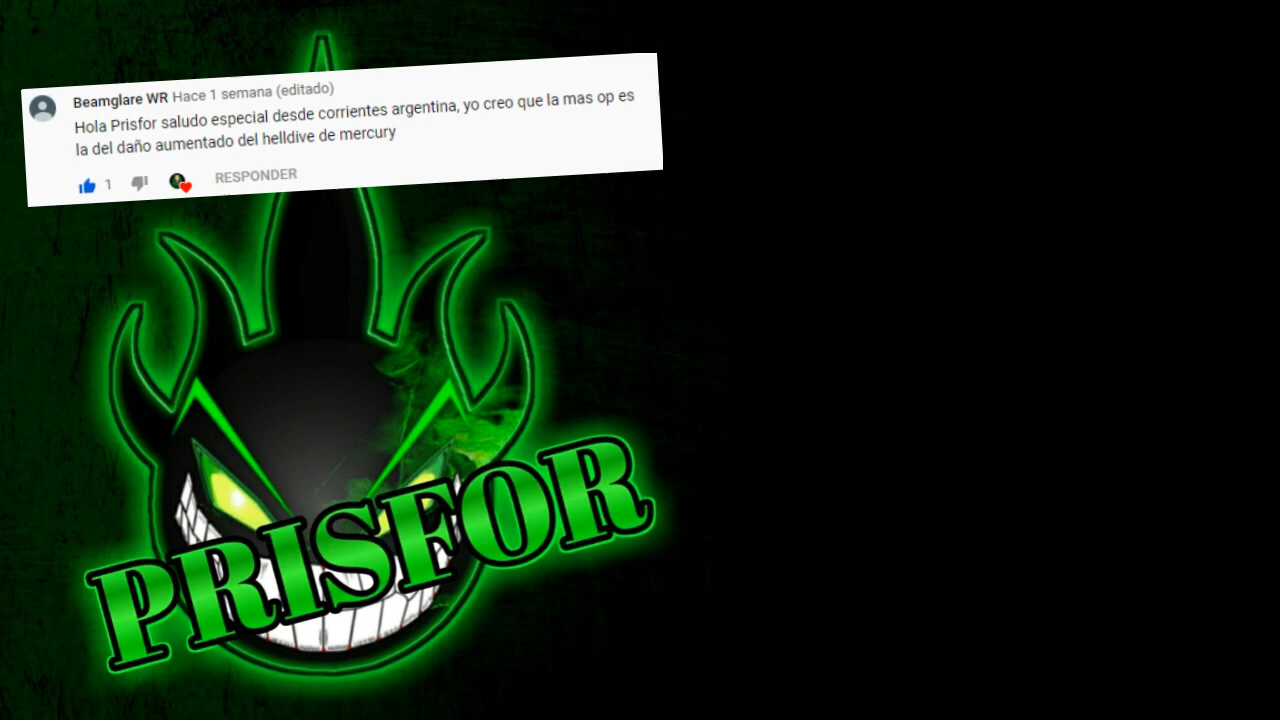 Beamglare WR Hace 1 semana (editado)
Hola Prisfor saludo especial desde corrientes argentina, yo creo que la mas op es
la del daño aumentado del helldive de mercury
1 RESPONDER
PRISFOR